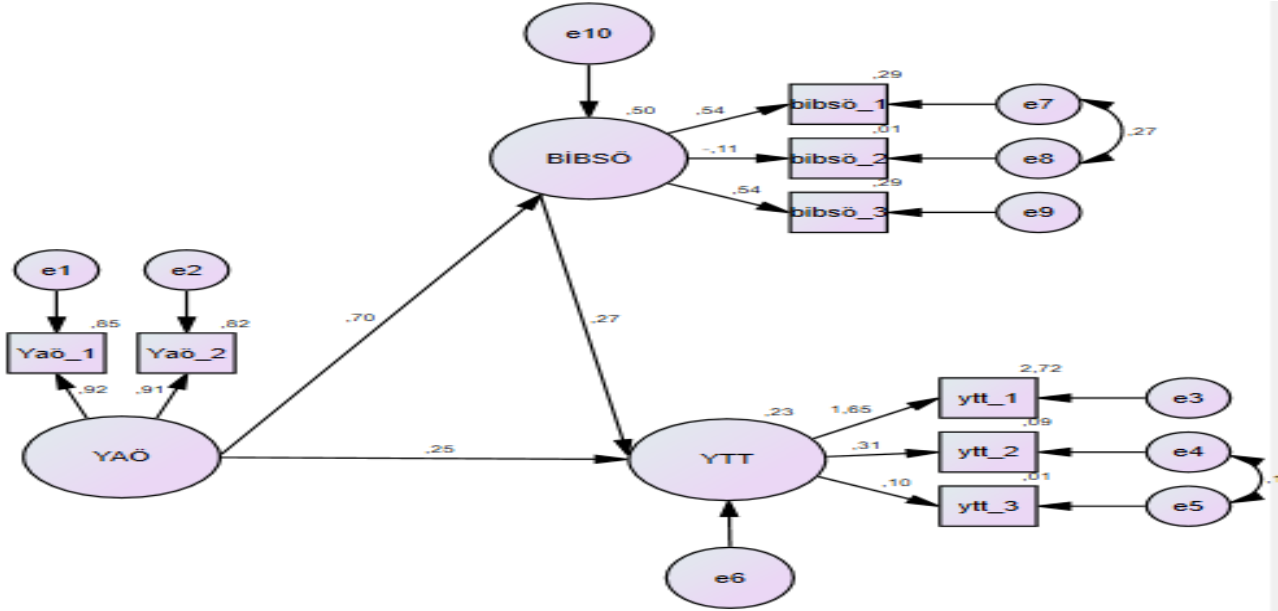 e10
,29
,50
,54
bibsö_1
e7
,01
,27
BİBSÖ
-,11
bibsö_2
e8
,29
,54
bibsö_3
e9
e1
e2
,70
,27
,85
,82
Yaö_1
Yaö_2
,92
,91
2,72
,23
1,65
ytt_1
e3
,09
YAÖ
,25
YTT
,31
ytt_2
e4
,01
,10
ytt_3
e5
e6